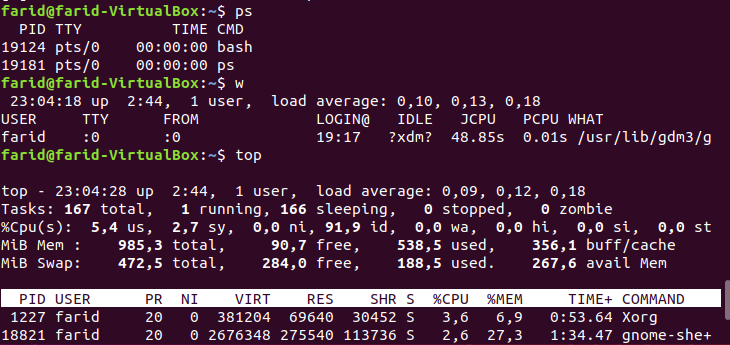 farid@farid-VirtualBox:~$ ps
PID TTY TIME CMD
19124 pts/0 00:00:00 bash
19181 pts/0 00:00:00 ps
farid@farid-VirtualBox:~$ w
23:04:18 up 2:44, 1 user, load average: 0,10, 0,13, 0,18
USER TTY FROM LOGIN@ IDLE JCPU PCPU WHAT
farid :0 :0 19:17 ?xdm? 48.85s 0.01s /usr/lib/gdm3/g
farid@farid-VirtualBox:~$ top
top - 23:04:28 up 2:44, 1 user, load average: 0,09, 0,12, 0,18
Tasks: 167 total, 1 running, 166 sleeping, 0 stopped, 0 zombie
%Cpu(s): 5,4 us, 2,7 sy, 0,0 ni, 91,9 id, 0,0 wa, 0,0 hi, 0,0 si, 0,0 st
MiB Mem : 985,3 total, 90,7 free, 538,5 used, 356,1 buff/cache
MiB Swap: 472,5 total, 284,0 free, 188,5 used. 267,6 avail Mem
PID USER PR NI VIRT RES SHR S %CPU %MEM TIME+ COMMAND
1227 farid 20 0 381204 69640 30452 S 3,6 6,9 0:53.64 Xorg
18821 farid 20 0 2676348 275540 113736 S 2,6 27,3 1:34.47 gnome-she+